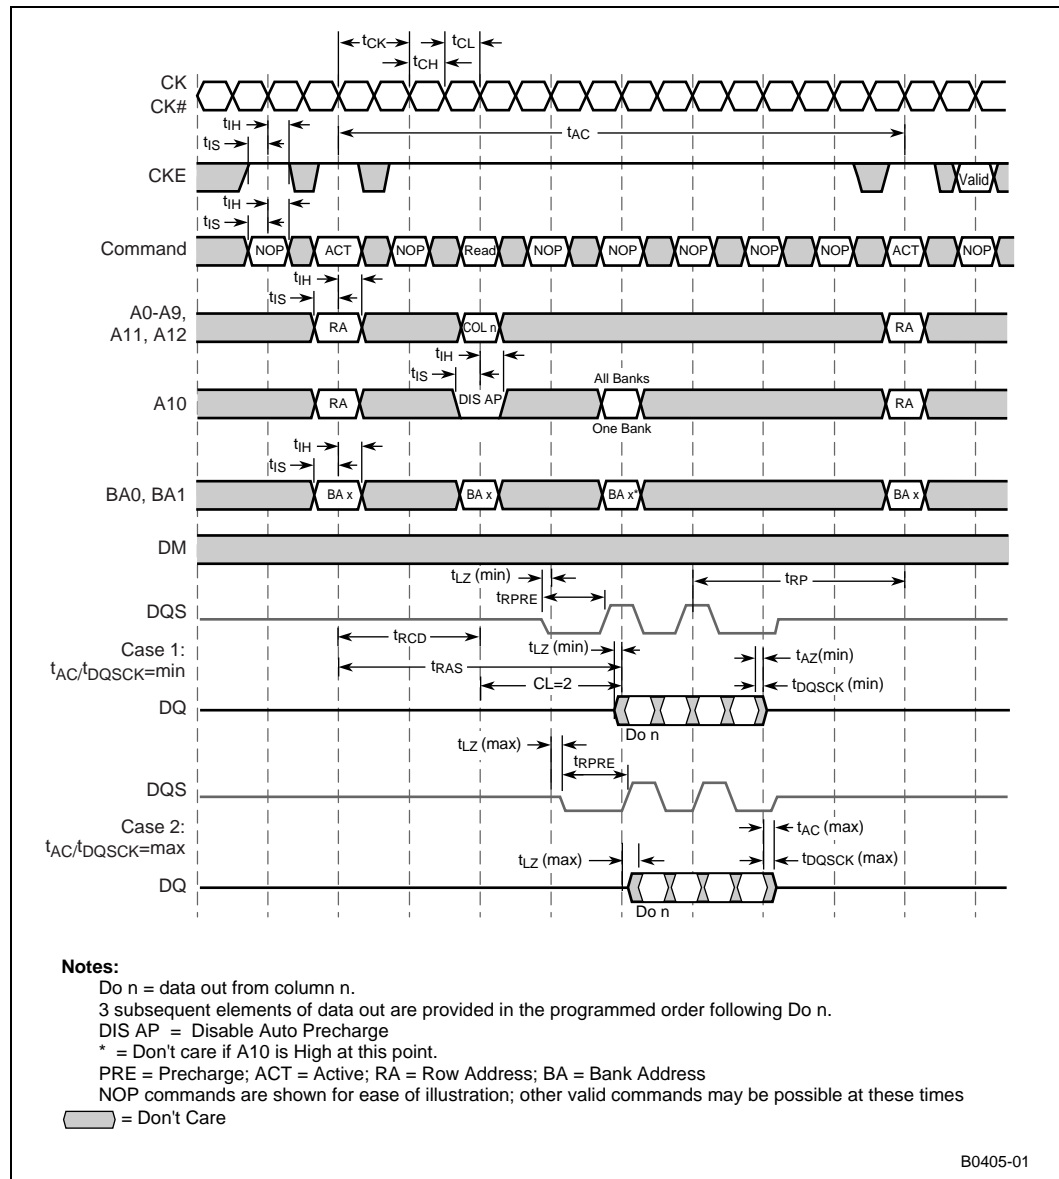 tCK tCL
tCH
CK
CK#
tIH
tAC
tIS
CKE
Valid
tIH
tIS
Command NOP ACT NOP Read NOP NOP NOP NOP NOP ACT NOP
tIH
tIS
A0-A9,
A11, A12
RA COL n RA
tIH
tIS
All Banks
A10 RA DIS AP RA
One Bank
tIH
tIS
BA0, BA1 BA x BA x BA x* BA x
DM
tLZ (min)
tRP
tRPRE
DQS
tRCD
Case 1:
tAC/tDQSCK=min
tLZ (min)
tAZ(min)
tRAS
CL=2
tDQSCK (min)
DQ
Do n
tLZ (max)
tRPRE
DQS
Case 2:
tAC/tDQSCK=max
tAC (max)
tLZ (max)
tDQSCK (max)
DQ
Do n
Notes:
Do n = data out from column n.
3 subsequent elements of data out are provided in the programmed order following Do n.
DIS AP = Disable Auto Precharge
* = Don't care if A10 is High at this point.
PRE = Precharge; ACT = Active; RA = Row Address; BA = Bank Address
NOP commands are shown for ease of illustration; other valid commands may be possible at these times
= Don't Care
B0405-01